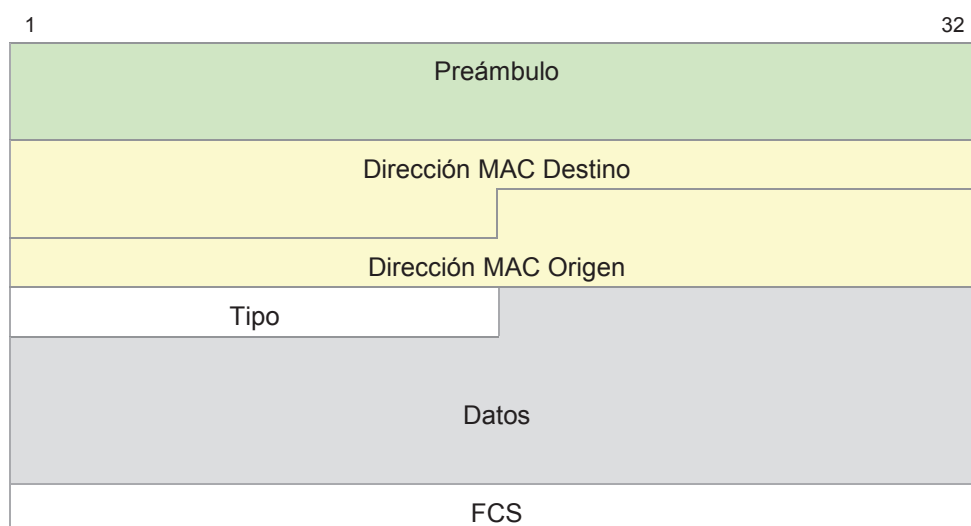 1 32
Preámbulo
Dirección MAC Destino
Dirección MAC Origen
Tipo
Datos
FCS